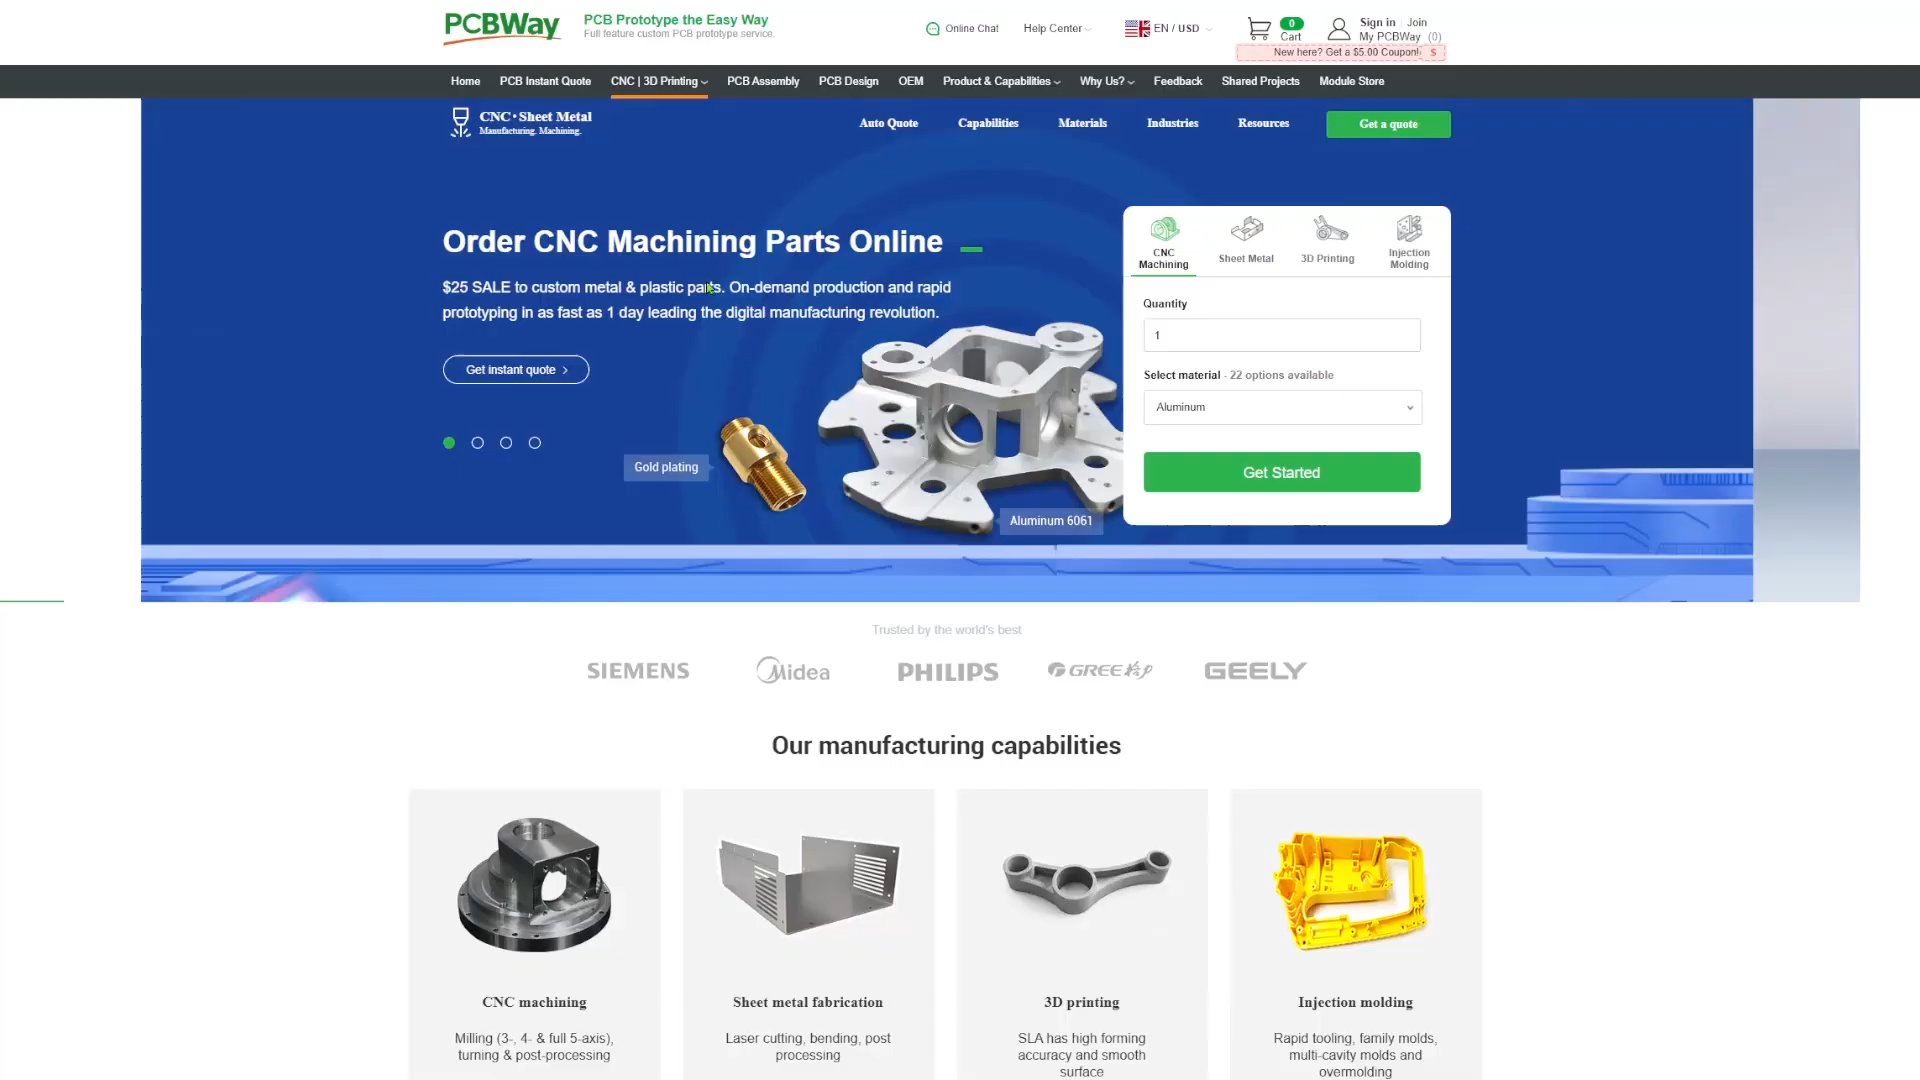 PCBWay
PCB Prototype the Easy Way
Full feature custom PCB prototype service.
Online Chat
Help Center
EN / USD
0
Cart
Sign in | Join
My PCBWay (0)
New here? Get a $5.00 Coupon! $
Home
PCB Instant Quote
CNC | 3D Printing
PCB Assembly
PCB Design
OEM
Product & Capabilities
Why Us?
Feedback
Shared Projects
Module Store
CNC·Sheet Metal
Manufacturing. Machining.
Auto Quote
Capabilities
Materials
Industries
Resources
Get a quote
Order CNC Machining Parts Online
$25 SALE to custom metal & plastic parts. On-demand production and rapid
prototyping in as fast as 1 day leading the digital manufacturing revolution.
Get instant quote >
Gold plating
Aluminum 6061
CNC
Machining
Sheet Metal
3D Printing
Injection
Molding
Quantity
1
Select material - 22 options available
Aluminum
Get Started
Trusted by the world's best
SIEMENS
Midea
PHILIPS
GREE格力
GEELY
Our manufacturing capabilities
CNC machining
Milling (3-, 4- & full 5-axis),
turning & post-processing
Sheet metal fabrication
Laser cutting, bending, post
processing
3D printing
SLA has high forming
accuracy and smooth
surface
Injection molding
Rapid tooling, family molds,
multi-cavity molds and
overmolding